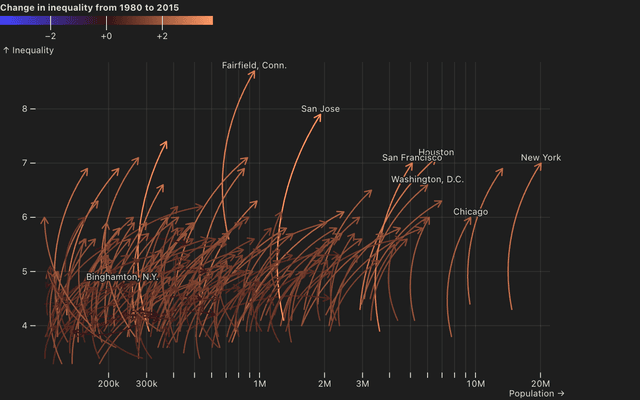 Change in inequality from 1980 to 2015
−2 +0 +2
↑ Inequality
Fairfield, Conn.
8
San Jose
Houston
7
San Francisco
New York
Washington, D.C.
6
Chicago
5
Binghamton, N.Y.
4
200k 300k 1M 2M 3M 10M 20M
Population →